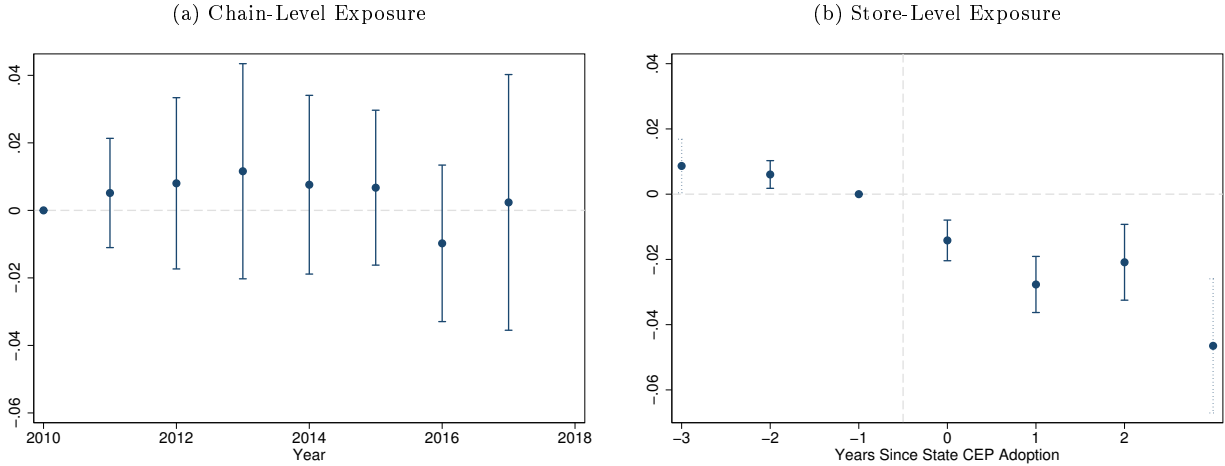 (a) Chain-Level Exposure
.04
.02
0
-.02
-.04
-.06
2010 2012 2014 2016 2018
Year
(b) Store-Level Exposure
.04
.02
0
-.02
-.04
-.06
-3 -2 -1 0 1 2
Years Since State CEP Adoption